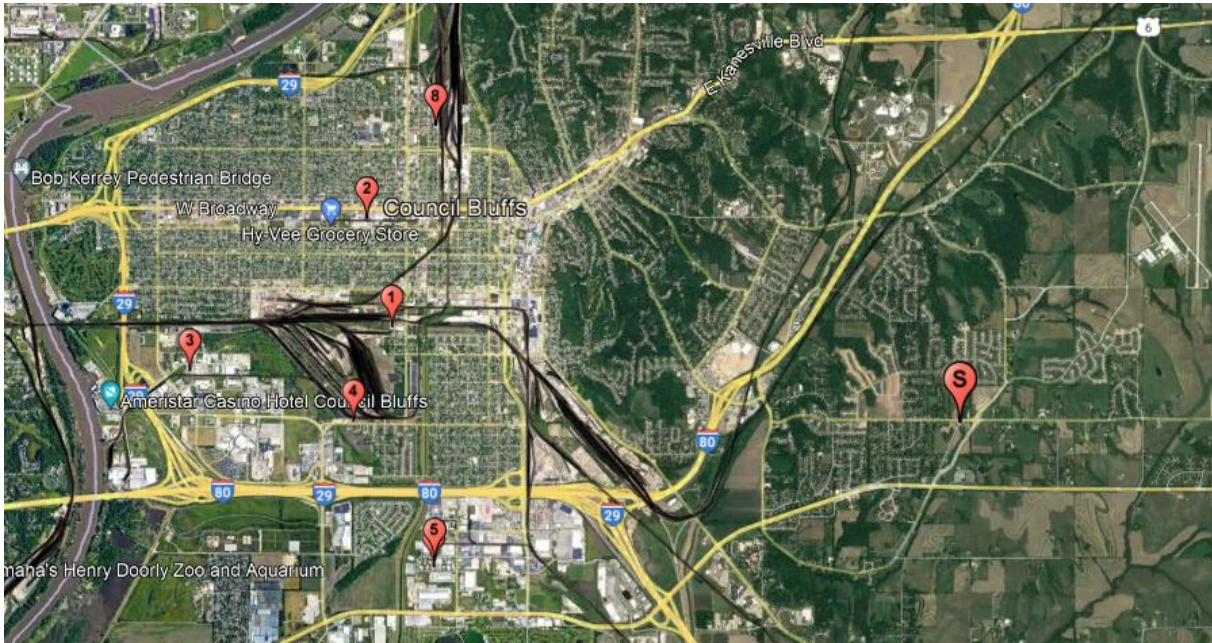 80
6
E Kanesville Blvd
29
8
Bob Kerrey Pedestrian Bridge
2
W Broadway
Council Bluffs
Hy-Vee Grocery Store
1
29
3
S
29
4
Ameristar Casino Hotel Council Bluffs
80
80
29
80
29
5
maha's Henry Doorly Zoo and Aquarium